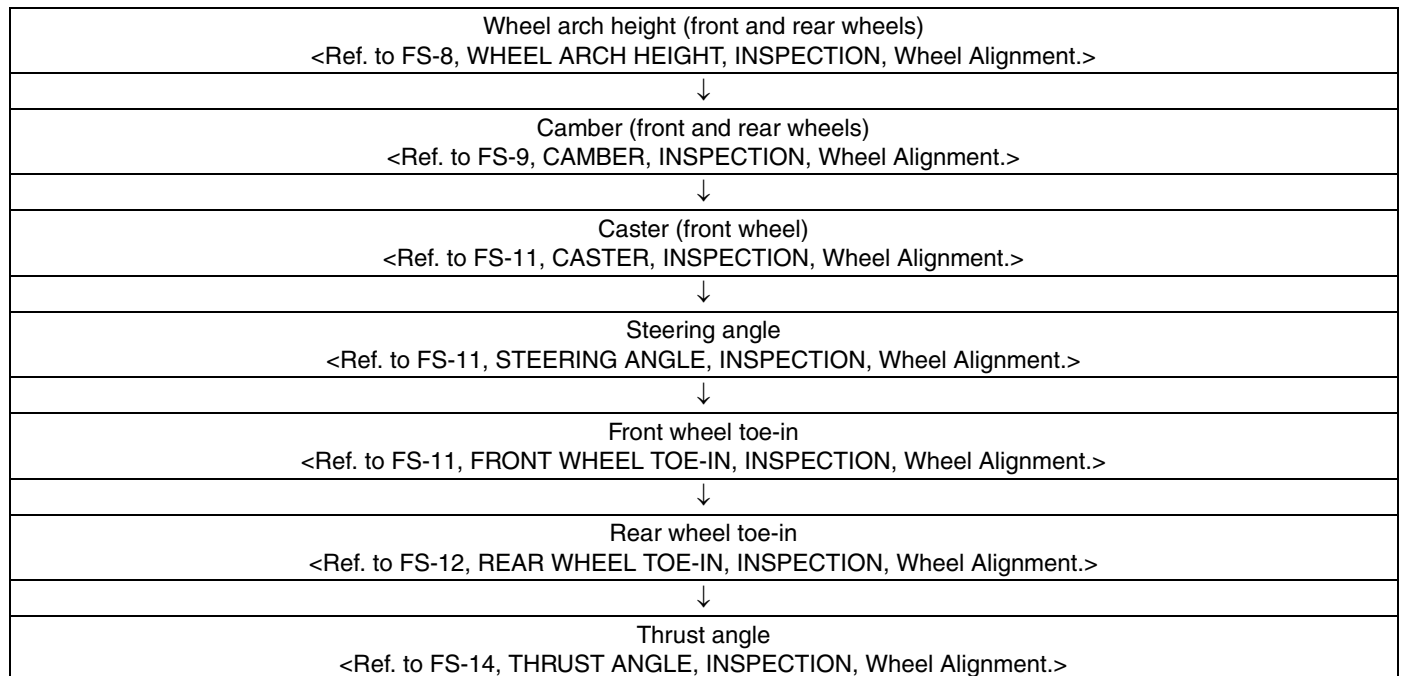 Wheel arch height (front and rear wheels)
<Ref. to FS-8, WHEEL ARCH HEIGHT, INSPECTION, Wheel Alignment.>
↓
Camber (front and rear wheels)
<Ref. to FS-9, CAMBER, INSPECTION, Wheel Alignment.>
↓
Caster (front wheel)
<Ref. to FS-11, CASTER, INSPECTION, Wheel Alignment.>
↓
Steering angle
<Ref. to FS-11, STEERING ANGLE, INSPECTION, Wheel Alignment.>
↓
Front wheel toe-in
<Ref. to FS-11, FRONT WHEEL TOE-IN, INSPECTION, Wheel Alignment.>
↓
Rear wheel toe-in
<Ref. to FS-12, REAR WHEEL TOE-IN, INSPECTION, Wheel Alignment.>
↓
Thrust angle
<Ref. to FS-14, THRUST ANGLE, INSPECTION, Wheel Alignment.>